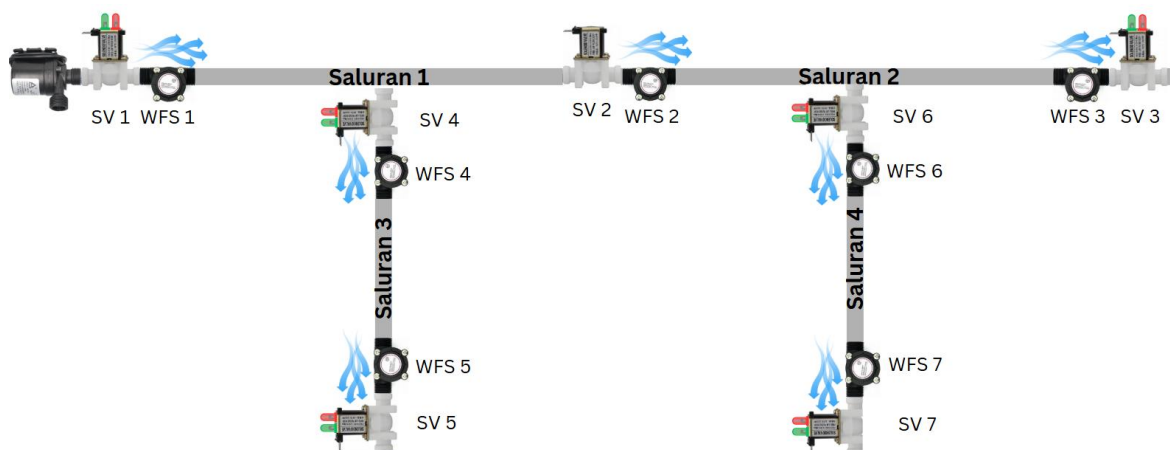 Saluran 1
Saluran 2
SV 1 WFS 1
SV 2 WFS 2
WFS 3 SV 3
SV 4
SV 6
WFS 4
WFS 6
Saluran 3
Saluran 4
WFS 5
WFS 7
SV 5
SV 7